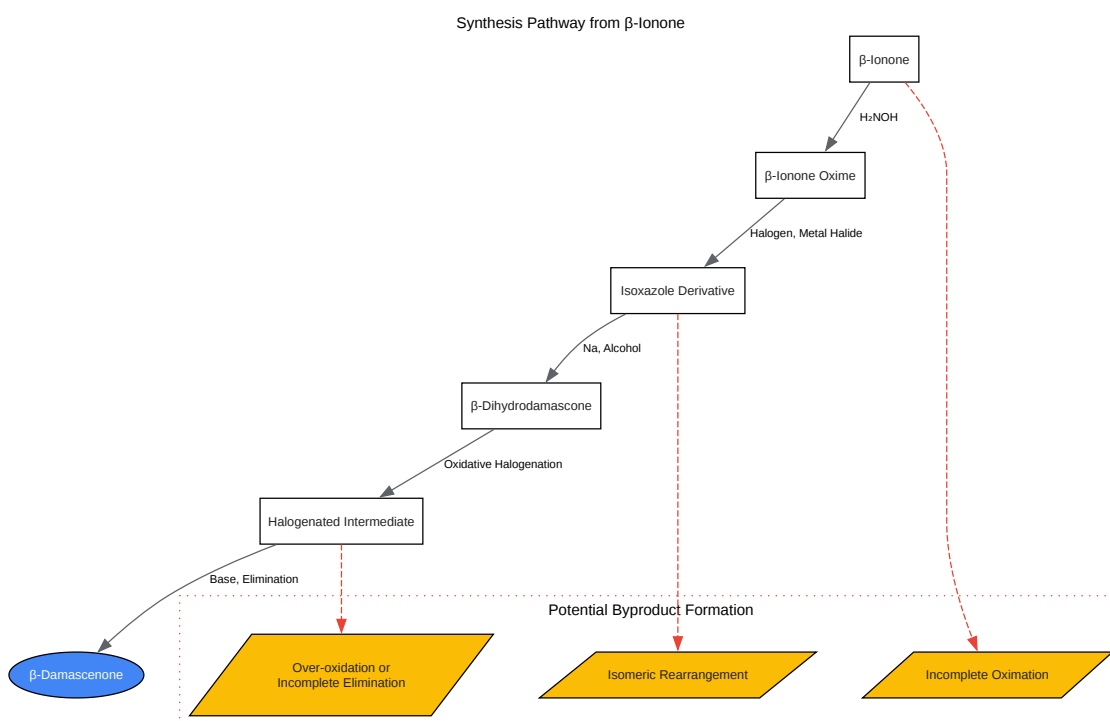 Synthesis Pathway from β-Ionone
β-Ionone
H₂NOH
β-Ionone Oxime
Halogen, Metal Halide
Isoxazole Derivative
Na, Alcohol
β-Dihydrodamascone
Oxidative Halogenation
Halogenated Intermediate
Base, Elimination
Potential Byproduct Formation
β-Damascenone
Over-oxidation or
Incomplete Elimination
Isomeric Rearrangement
Incomplete Oximation